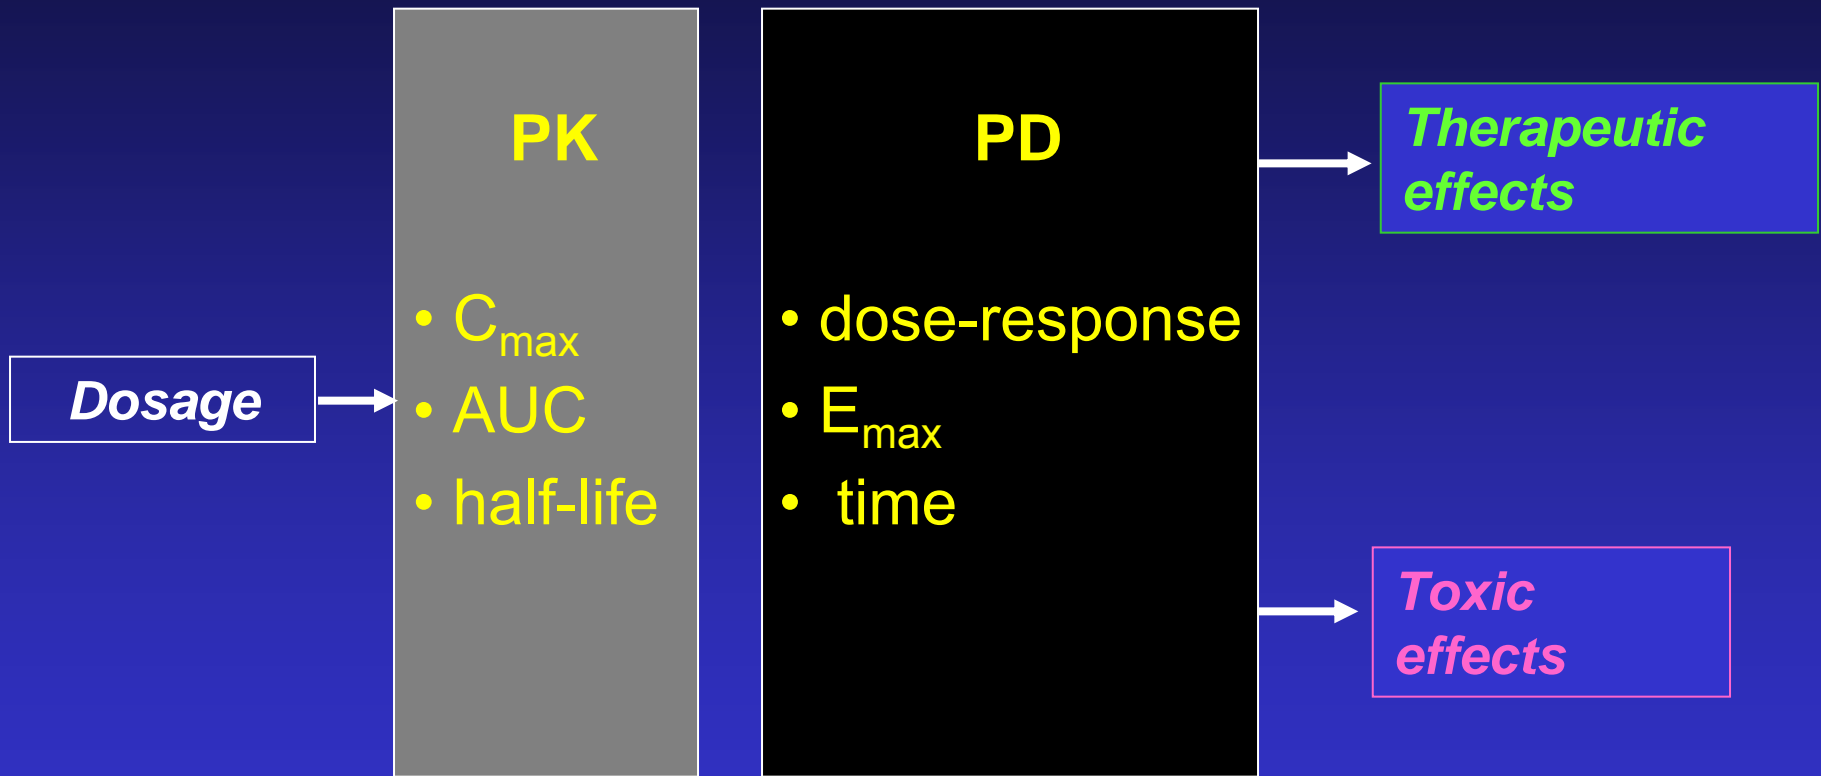 Dosage
PK
• Cmax
• AUC
• half-life
PD
• dose-response
• Emax
• time
Therapeutic
effects
Toxic
effects